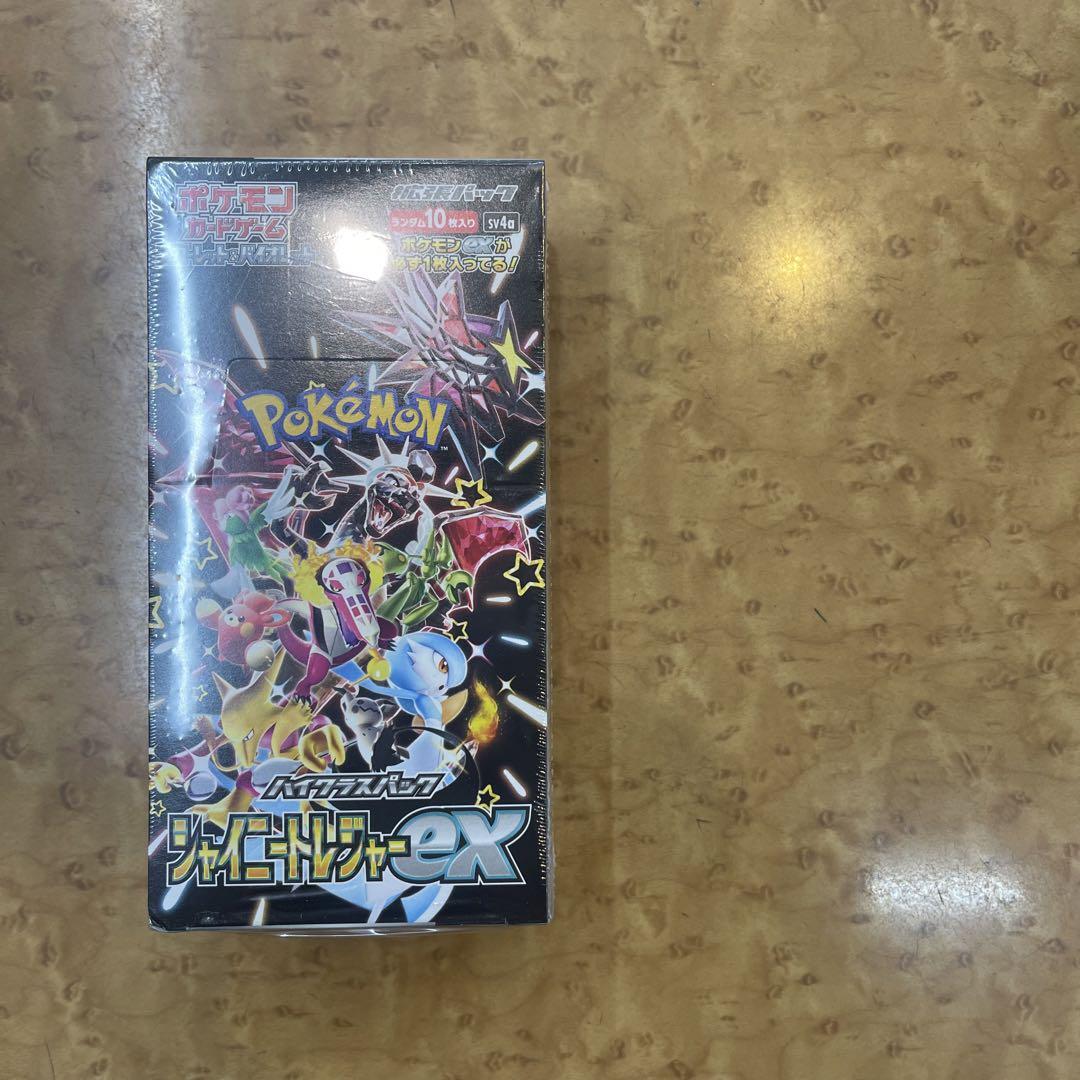 ポケモン
カードゲーム
拡張パック
ランダム10枚入り
SV4a
ポケモンexが
必ず1枚入ってる!
POKéMON
TM
ハイクラスパック
シャイニートレジャーex